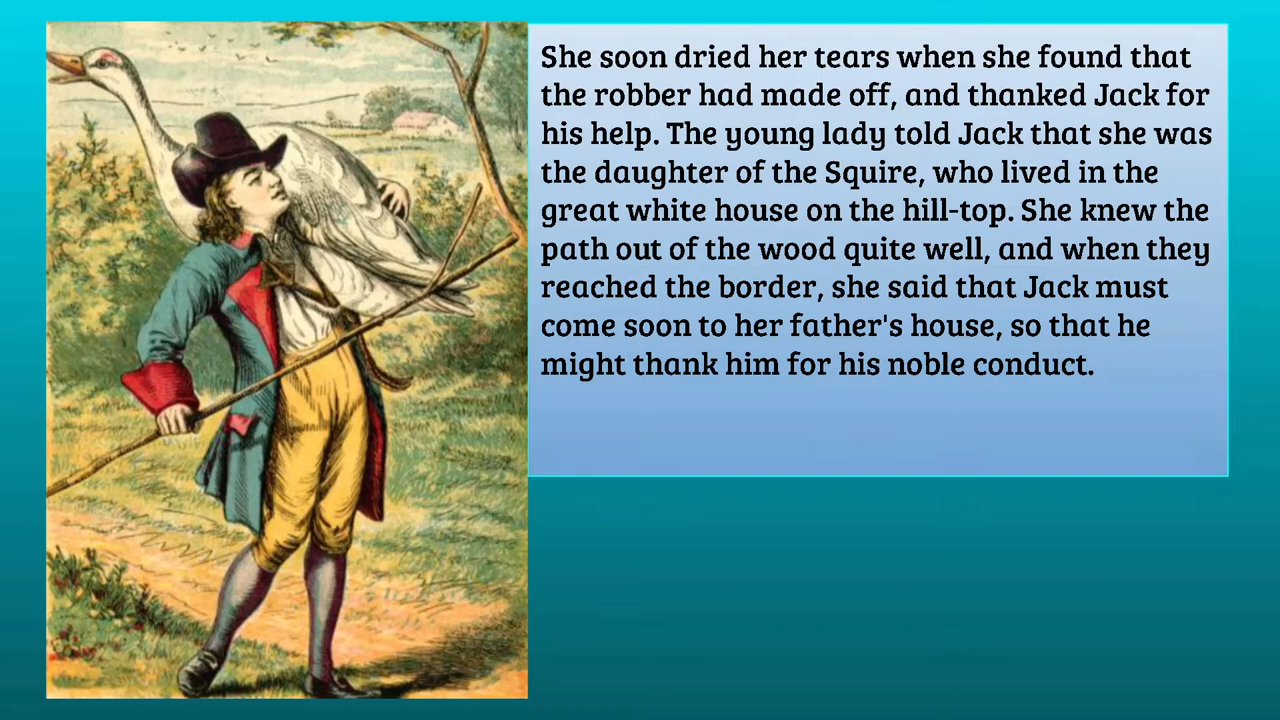 She soon dried her tears when she found that
the robber had made off, and thanked Jack for
his help. The young lady told Jack that she was
the daughter of the Squire, who lived in the
great white house on the hill-top. She knew the
path out of the wood quite well, and when they
reached the border, she said that Jack must
come soon to her father's house, so that he
might thank him for his noble conduct.